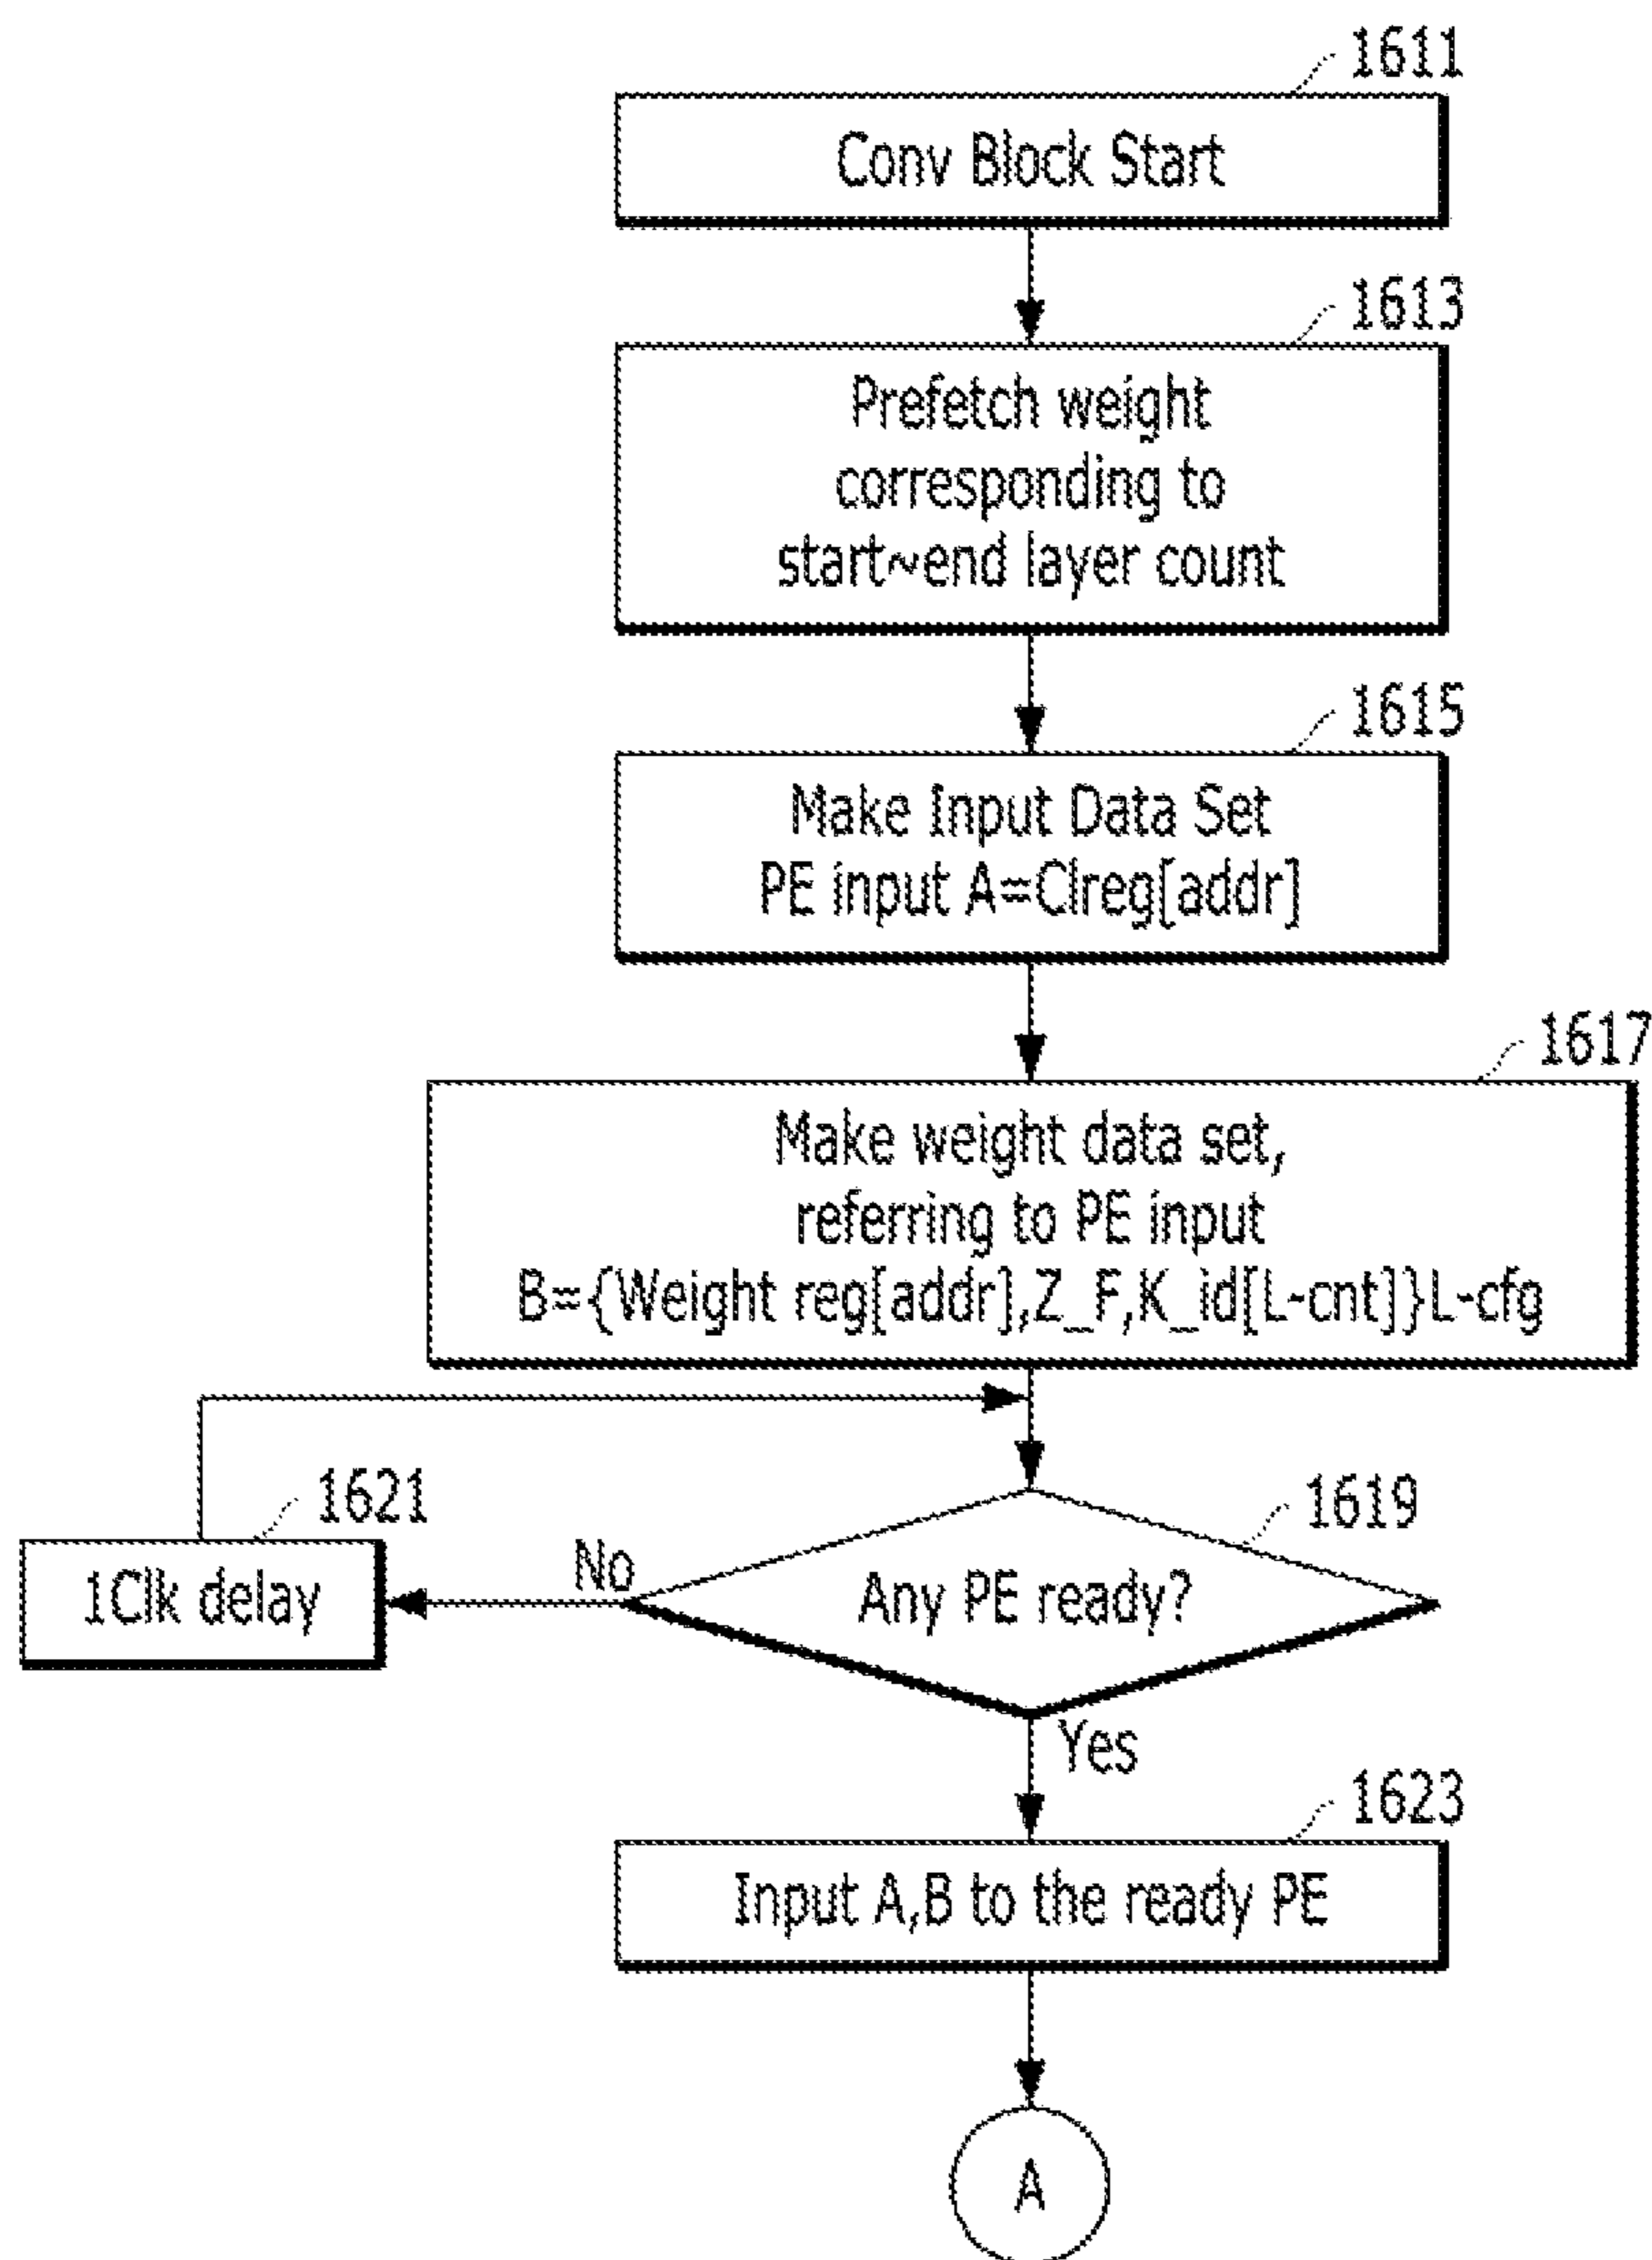 1611
Conv Block Start
1613
Prefetch weight
corresponding to
start~end layer count
1615
Make Input Data Set
PE input A=CIreg[addr]
1617
Make weight data set,
referring to PE input
B={Weight reg[addr],Z_F,K_id[L-cnt]}L-cfg
1621
1619
1Clk delay
No
Any PE ready?
Yes
1623
Input A,B to the ready PE
A